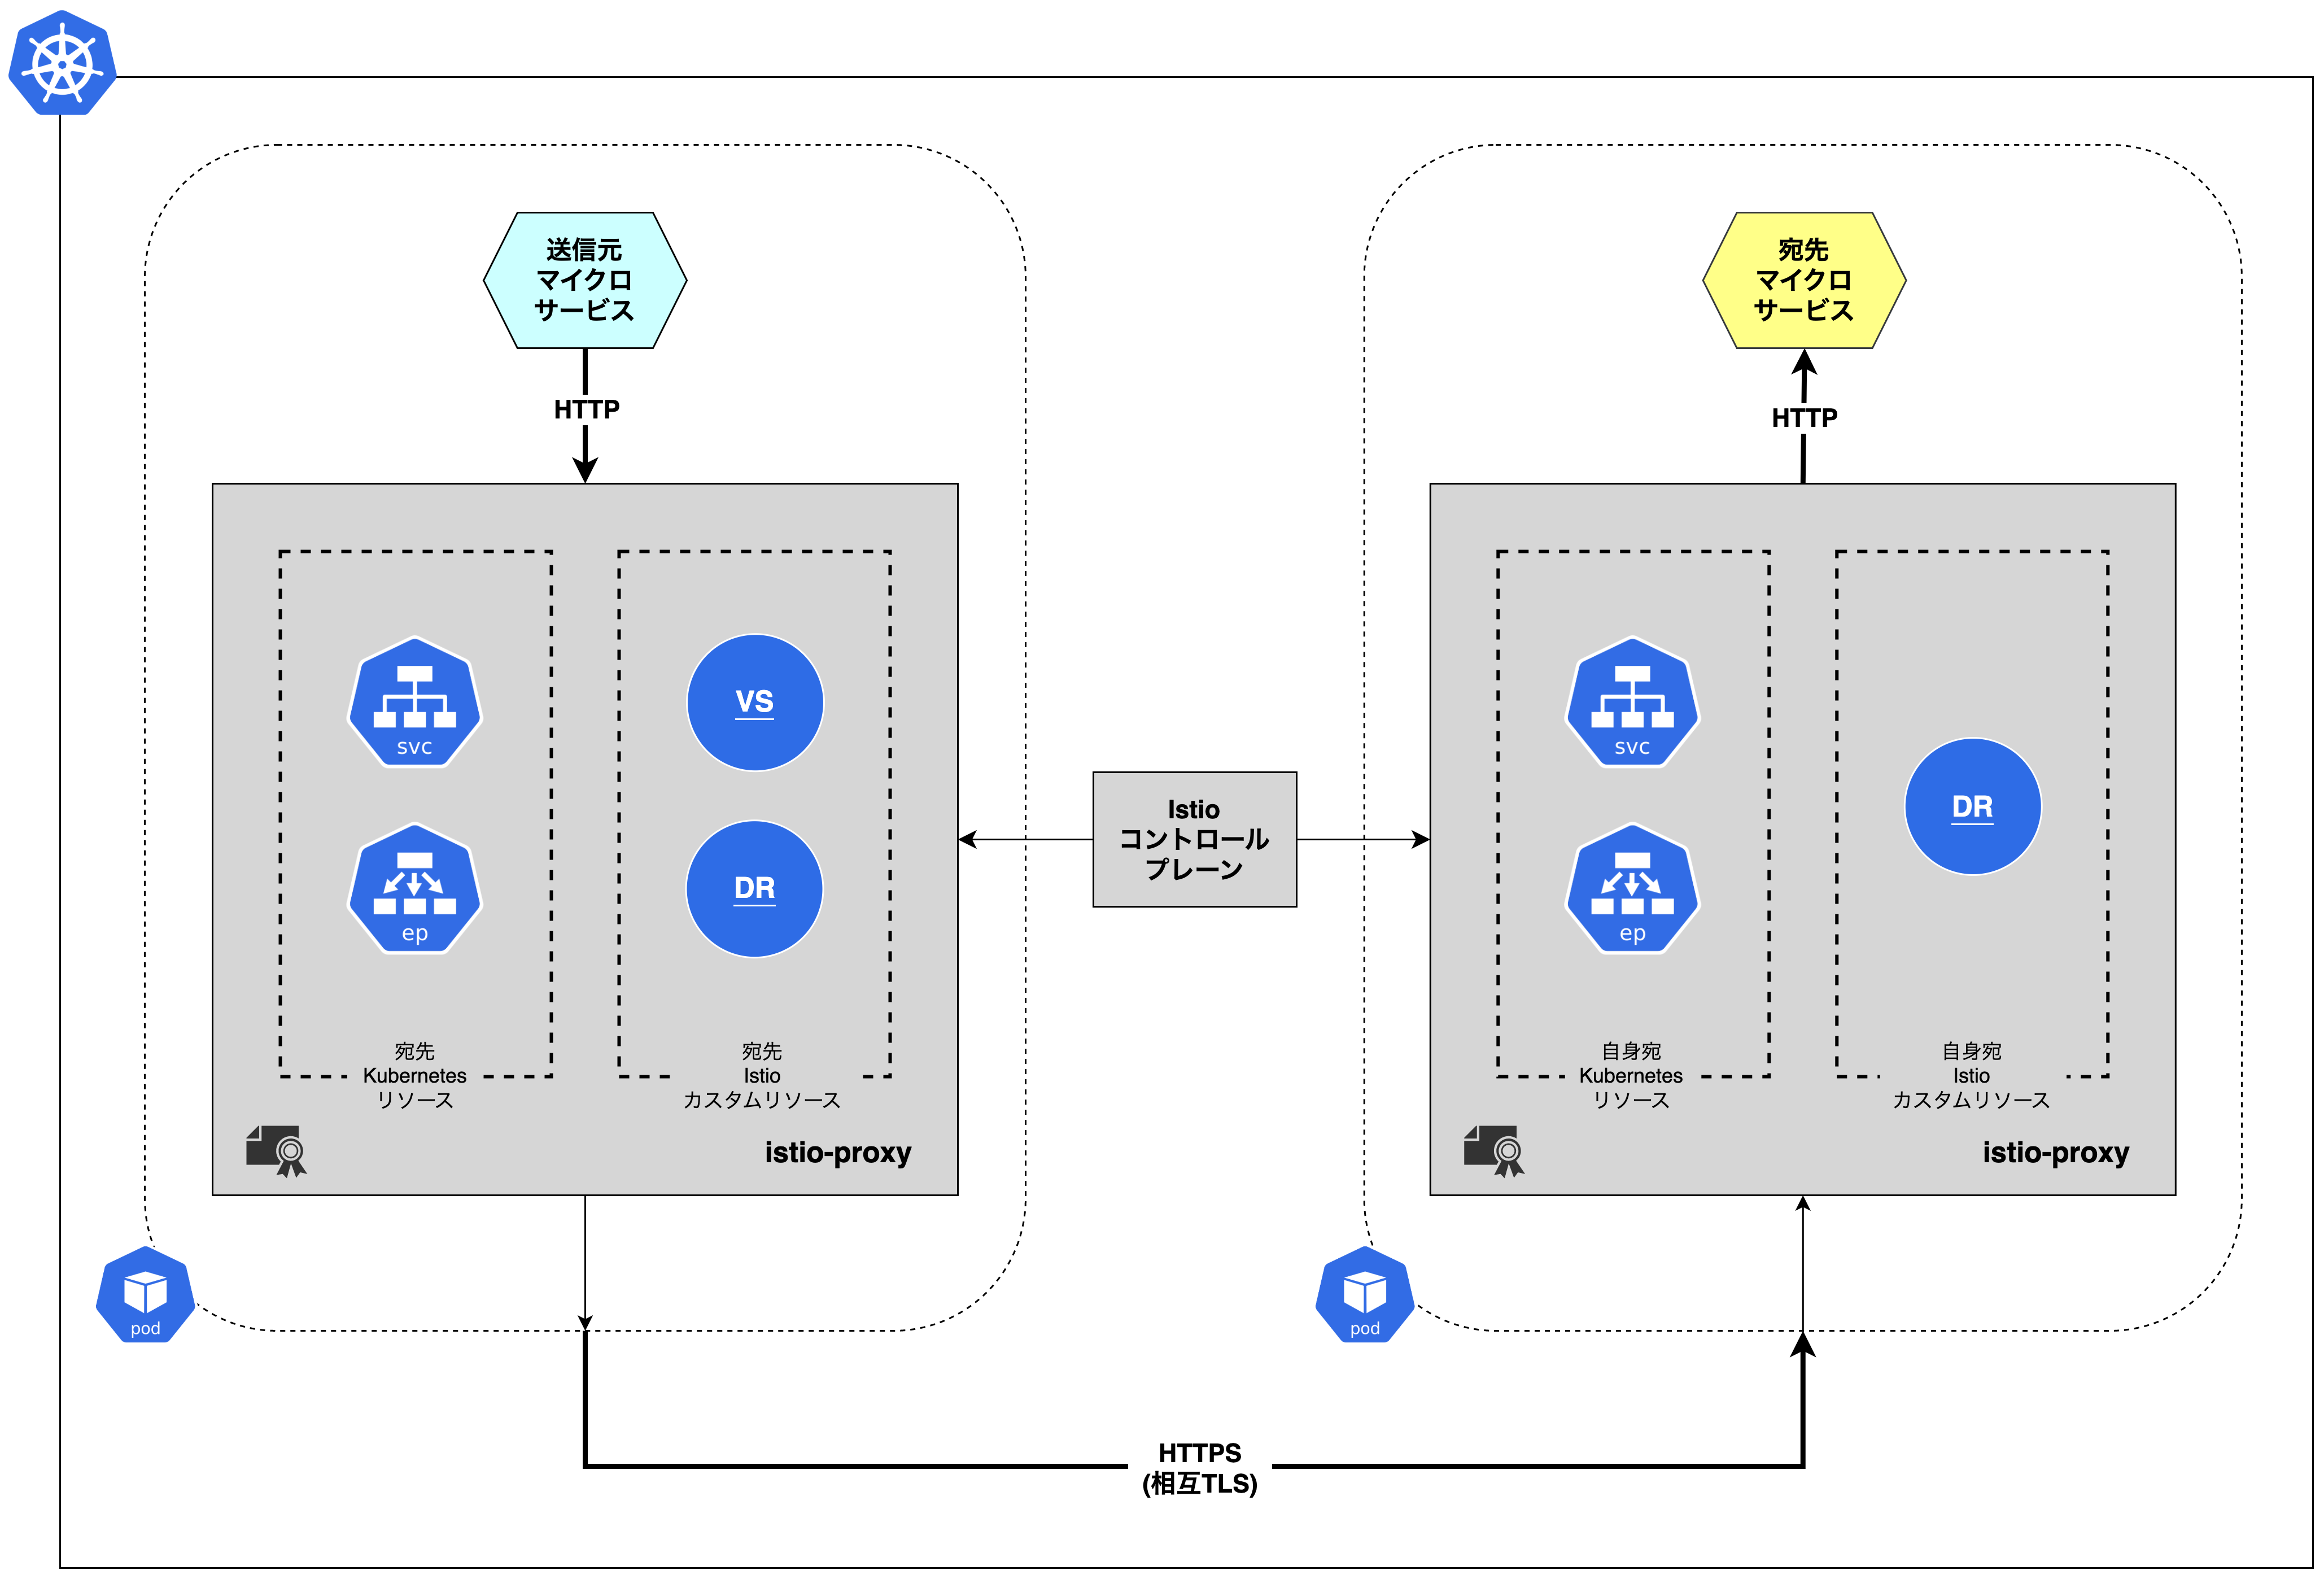 送信元
マイクロ
サービス
HTTP
svc
ep
宛先
Kubernetes
リソース
VS
DR
宛先
Istio
カスタムリソース
istio-proxy
pod
Istio
コントロール
プレーン
宛先
マイクロ
サービス
HTTP
svc
ep
自身宛
Kubernetes
リソース
DR
自身宛
Istio
カスタムリソース
istio-proxy
pod
HTTPS
(相互TLS)